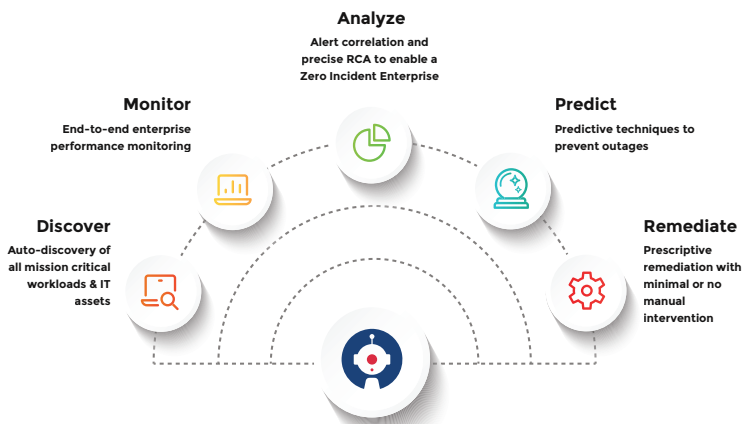 Analyze
Alert correlation and
precise RCA to enable a
Zero Incident Enterprise
Monitor
End-to-end enterprise
performance monitoring
Predict
Predictive techniques to
prevent outages
Discover
Auto-discovery of
all mission critical
workloads & IT
assets
Remediate
Prescriptive
remediation with
minimal or no
manual
intervention